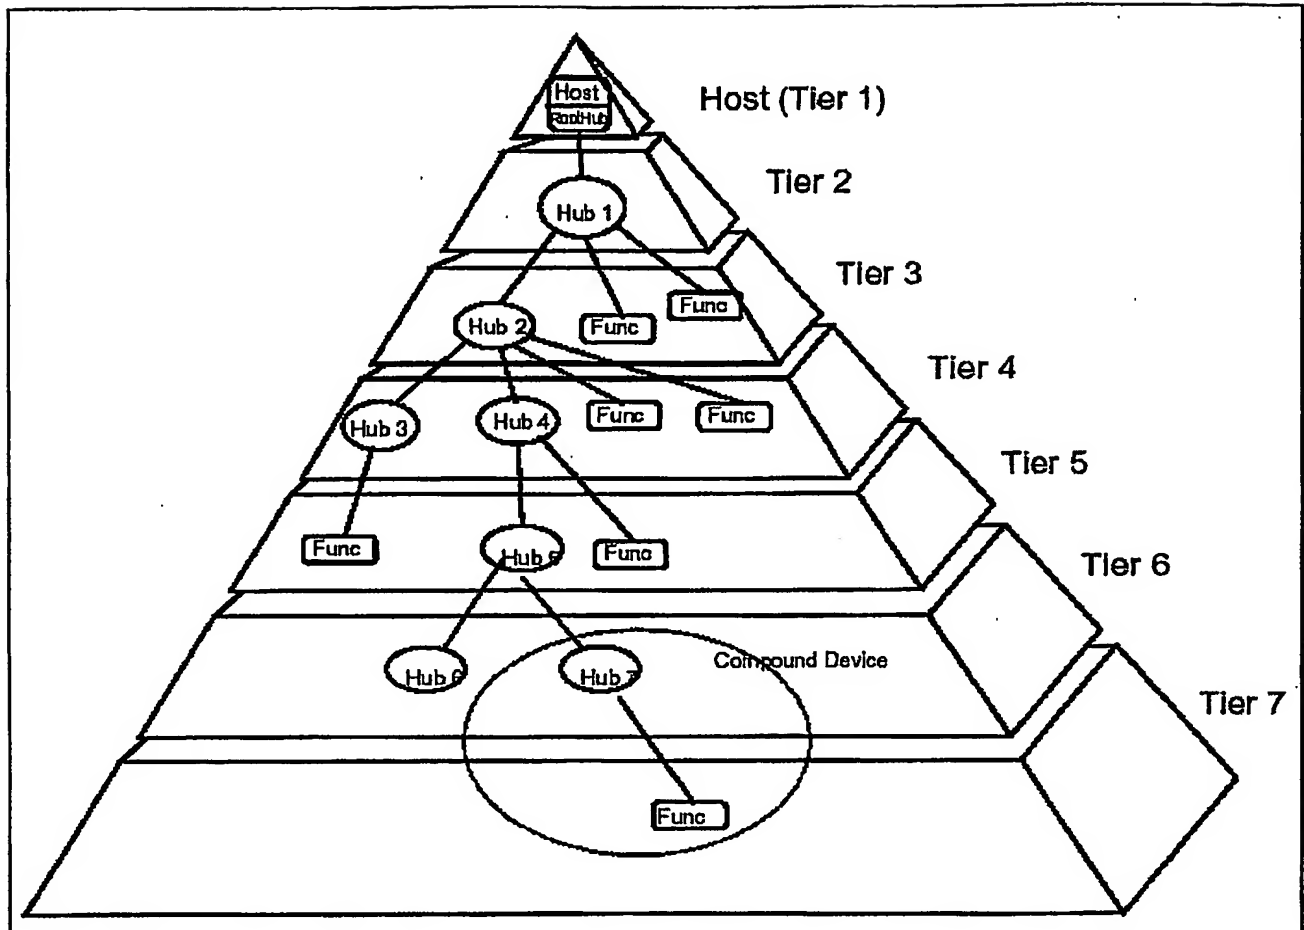 Host
RootHub
Host (Tier 1)
Hub 1
Tier 2
Hub 2
Func
Func
Tier 3
Hub 3
Hub 4
Func
Func
Tier 4
Func
Hub 5
Func
Tier 5
Hub 6
Hub 7
Compound Device
Tier 6
Func
Tier 7